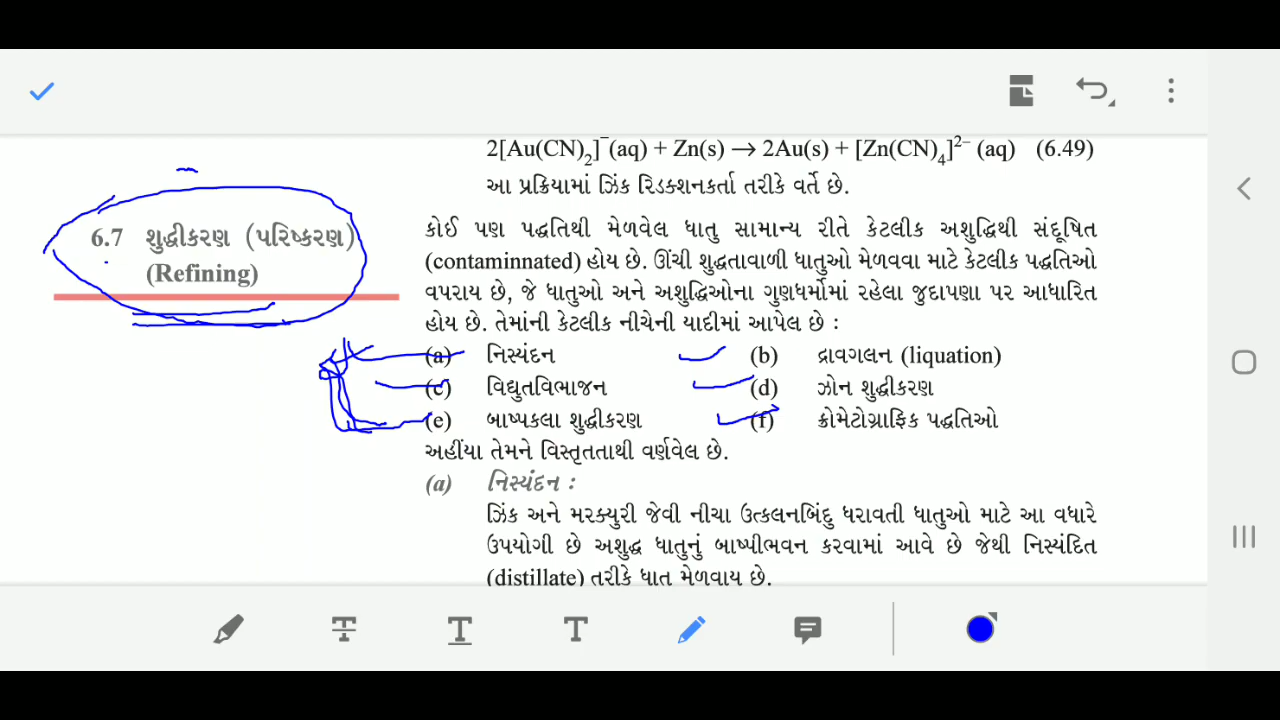 2[Au(CN)₂]⁻(aq) + Zn(s) → 2Au(s) + [Zn(CN)₄]²⁻ (aq) (6.49)
આ પ્રક્રિયામાં ઝિંક રિડક્શનકર્તા તરીકે વર્તે છે.
6.7 શુદ્ધીકરણ (પરિષ્કરણ)
(Refining)
કોઈ પણ પદ્ધતિથી મેળવેલ ધાતુ સામાન્ય રીતે કેટલીક અશુદ્ધિથી સંદૂષિત
(contaminnated) હોય છે. ઊંચી શુદ્ધતાવાળી ધાતુઓ મેળવવા માટે કેટલીક પદ્ધતિઓ
વપરાય છે, જે ધાતુઓ અને અશુદ્ધિઓના ગુણધર્મોમાં રહેલા જુદાપણા પર આધારિત
હોય છે. તેમાંની કેટલીક નીચેની યાદીમાં આપેલ છે :
(a) નિસ્યંદન (b) દ્રાવગલન (liquation)
(c) વિદ્યુતવિભાજન (d) ઝોન શુદ્ધીકરણ
(e) બાષ્પકલા શુદ્ધીકરણ (f) ક્રોમેટોગ્રાફિક પદ્ધતિઓ
અહીંયા તેમને વિસ્તૃતતાથી વર્ણવેલ છે.
(a) નિસ્યંદન :
ઝિંક અને મરક્યુરી જેવી નીચા ઉત્કલનબિંદુ ધરાવતી ધાતુઓ માટે આ વધારે
ઉપયોગી છે અશુદ્ધ ધાતુનું બાષ્પીભવન કરવામાં આવે છે જેથી નિસ્યંદિત
(distillate) તરીકે ધાત મેળવાય છે.